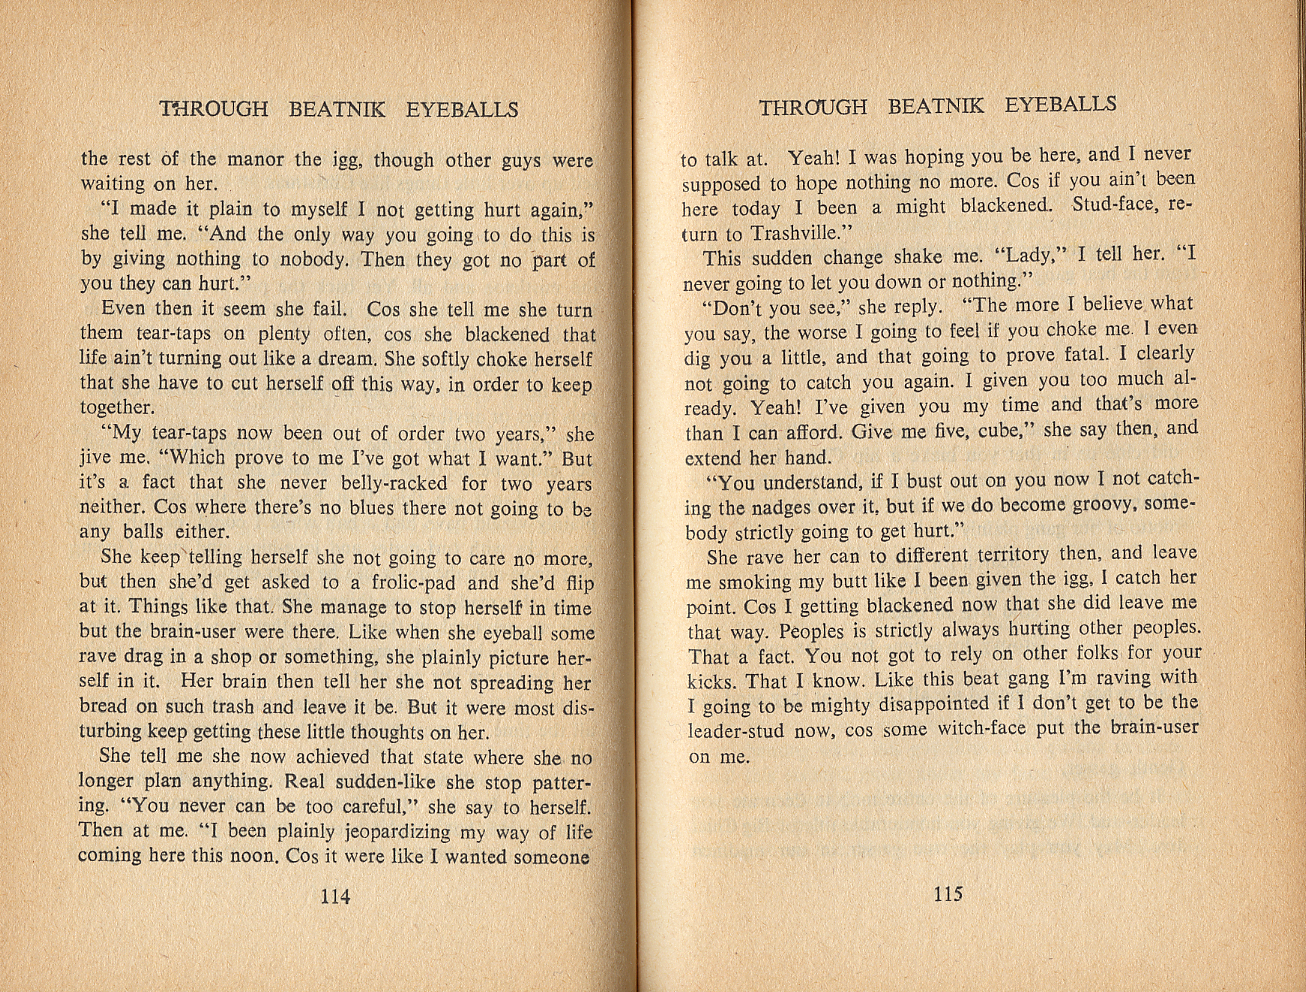 THROUGH BEATNIK EYEBALLS
the rest of the manor the igg, though other guys were
waiting on her.
“I made it plain to myself I not getting hurt again,”
she tell me. “And the only way you going to do this is
by giving nothing to nobody. Then they got no part of
you they can hurt.”
Even then it seem she fail. Cos she tell me she turn
them tear-taps on plenty often, cos she blackened that
life ain't turning out like a dream. She softly choke herself
that she have to cut herself off this way, in order to keep
together.
“My tear-taps now been out of order two years,” she
jive me. “Which prove to me I've got what I want.” But
it's a fact that she never belly-racked for two years
neither. Cos where there's no blues there not going to be
any balls either.
She keep telling herself she not going to care no more,
but then she'd get asked to a frolic-pad and she'd flip
at it. Things like that. She manage to stop herself in time
but the brain-user were there. Like when she eyeball some
rave drag in a shop or something, she plainly picture her-
self in it. Her brain then tell her she not spreading her
bread on such trash and leave it be. But it were most dis-
turbing keep getting these little thoughts on her.
She tell me she now achieved that state where she no
longer plan anything. Real sudden-like she stop patter-
ing. “You never can be too careful,” she say to herself.
Then at me. “I been plainly jeopardizing my way of life
coming here this noon. Cos it were like I wanted someone
114
THROUGH BEATNIK EYEBALLS
to talk at. Yeah! I was hoping you be here, and I never
supposed to hope nothing no more. Cos if you ain't been
here today I been a might blackened. Stud-face, re-
turn to Trashville.”
This sudden change shake me. “Lady,” I tell her. “I
never going to let you down or nothing.”
“Don't you see,” she reply. “The more I believe what
you say, the worse I going to feel if you choke me. I even
dig you a little, and that going to prove fatal. I clearly
not going to catch you again. I given you too much al-
ready. Yeah! I've given you my time and that's more
than I can afford. Give me five, cube,” she say then, and
extend her hand.
“You understand, if I bust out on you now I not catch-
ing the nadges over it, but if we do become groovy, some-
body strictly going to get hurt.”
She rave her can to different territory then, and leave
me smoking my butt like I been given the igg, I catch her
point. Cos I getting blackened now that she did leave me
that way. Peoples is strictly always hurting other peoples.
That a fact. You not got to rely on other folks for your
kicks. That I know. Like this beat gang I'm raving with
I going to be mighty disappointed if I don't get to be the
leader-stud now, cos some witch-face put the brain-user
on me.
115